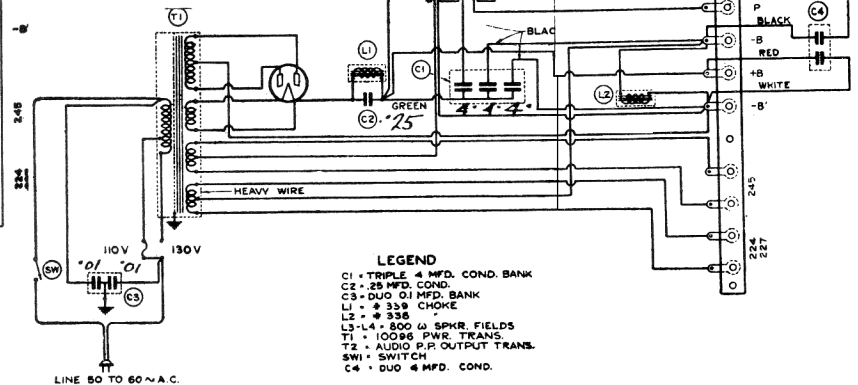 T1
-B'
P
C4
BLACK
BLAC
-B
L1
RED
C1
+B
WHITE
L2
-B'
245
GREEN
4 4 4"
C2
.25
224
HEAVY WIRE
245
110V
130V
224
227
SW
"01
"01
C3
LEGEND
C1 = TRIPLE 4 MFD. COND. BANK
C2 = .25 MFD. COND.
C3 = DUO 0.1 MFD. BANK
L1 = # 339 CHOKE
L2 = # 338 "
L3-L4 = 800 ω SPKR. FIELDS
T1 = 10096 PWR. TRANS.
T2 = AUDIO P.P. OUTPUT TRANS.
SW1 = SWITCH
C4 = DUO 4 MFD. COND.
LINE 50 TO 60 ~ A.C.